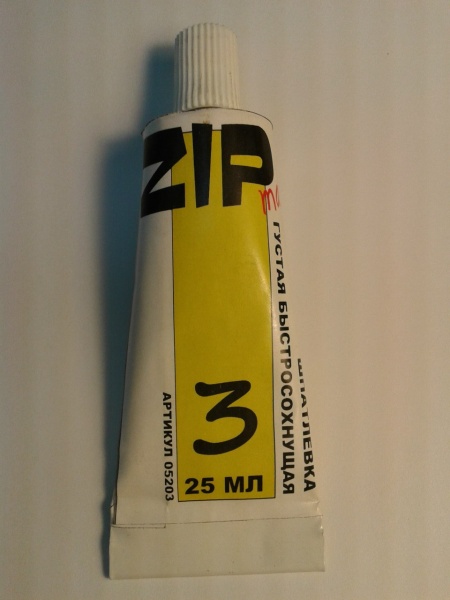 ZIP
ШПАТЛЕВКА
ГУСТАЯ БЫСТРОСОХНУЩАЯ
3
АРТИКУЛ 05203
25 МЛ